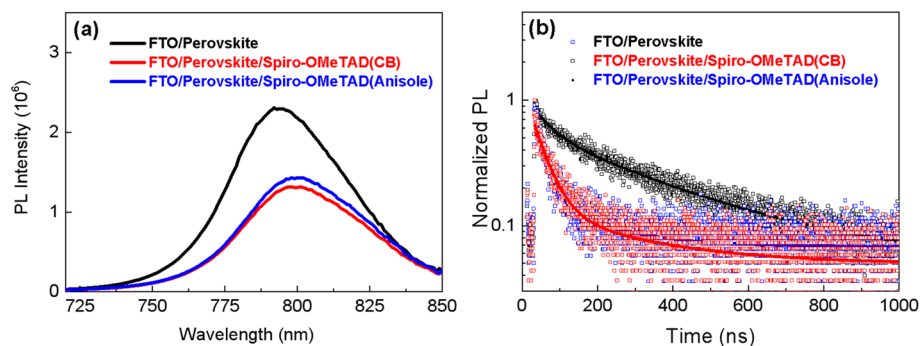 (a)
FTO/Perovskite
FTO/Perovskite/Spiro-OMeTAD(CB)
FTO/Perovskite/Spiro-OMeTAD(Anisole)
PL Intensity (10⁶)
3
2
1
0
725 750 775 800 825 850
Wavelength (nm)
(b)
FTO/Perovskite
FTO/Perovskite/Spiro-OMeTAD(CB)
FTO/Perovskite/Spiro-OMeTAD(Anisole)
Normalized PL
1
0.1
0 200 400 600 800 1000
Time (ns)